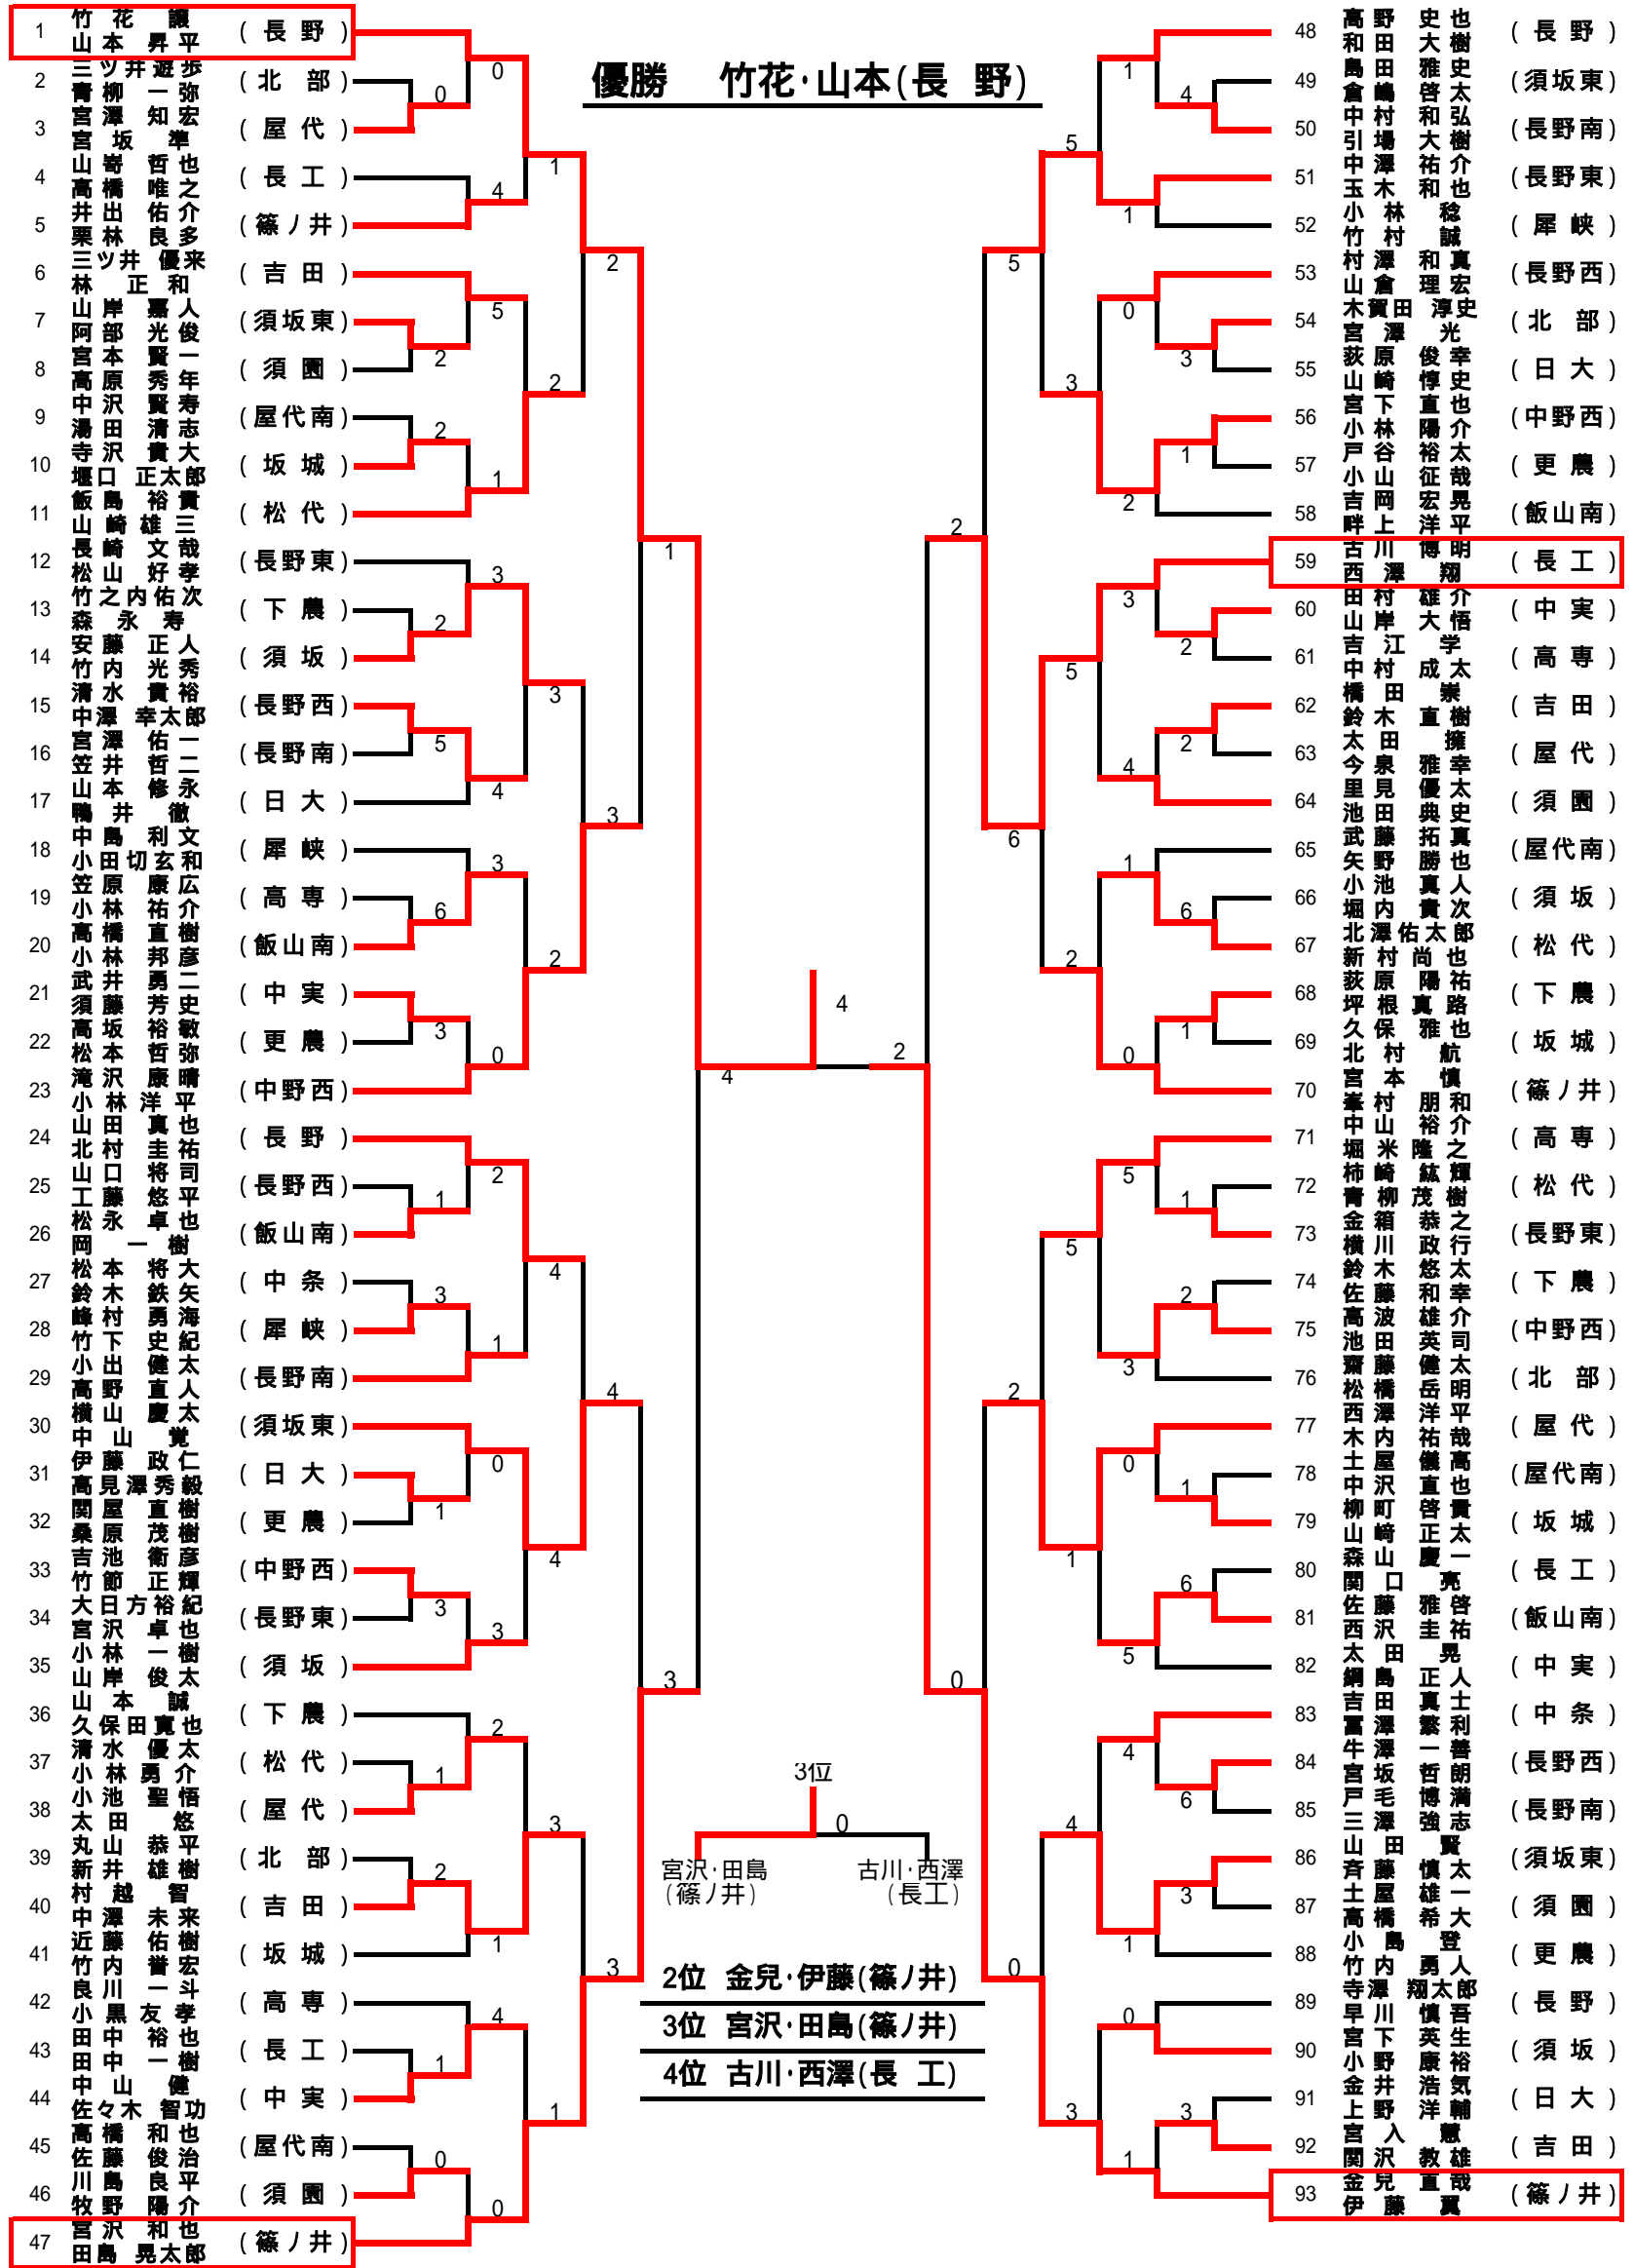 優勝 竹花・山本(長 野)
1 竹花 譲 山本 昇平 (長野)
2 三ツ井遊歩 青柳 一弥 (北部)
3 宮澤 知宏 宮坂 準 (屋代)
4 山嵜 哲也 高橋 唯之 (長工)
5 井出 佑介 栗林 良多 (篠ノ井)
6 三ツ井 優来 林 正和 (吉田)
7 山岸 嘉人 阿部 光俊 (須坂東)
8 宮本 賢一 高原 秀年 (須園)
9 中沢 賢寿 湯田 清志 (屋代南)
10 寺沢 貴大 堰口 正太郎 (坂城)
11 飯島 裕貴 山崎 雄三 (松代)
12 長崎 文哉 松山 好孝 (長野東)
13 竹之内佑次 森 永寿 (下農)
14 安藤 正人 竹内 光秀 (須坂)
15 清水 貴裕 中澤 幸太郎 (長野西)
16 宮澤 佑一 笠井 哲二 (長野南)
17 山本 修永 鴨井 徹 (日大)
18 中島 利文 小田切玄和 (犀峡)
19 笠原 康広 小林 祐介 (高専)
20 高橋 直樹 小林 邦彦 (飯山南)
21 武井 勇二 須藤 芳史 (中実)
22 高坂 裕敏 松本 哲弥 (更農)
23 滝沢 康晴 小林 洋平 (中野西)
24 山田 真也 北村 圭祐 (長野)
25 山口 将司 工藤 悠平 (長野西)
26 松永 卓也 岡 一樹 (飯山南)
27 松本 将大 鈴木 鉄矢 (中条)
28 峰村 勇海 竹下 史紀 (犀峡)
29 小出 健太 高野 直人 (長野南)
30 横山 慶太 中山 覚 (須坂東)
31 伊藤 政仁 高見澤秀毅 (日大)
32 関屋 直樹 桑原 茂樹 (更農)
33 吉池 衛彦 竹節 正輝 (中野西)
34 大日方裕紀 宮沢 卓也 (長野東)
35 小林 一樹 山岸 俊太 (須坂)
36 山本 誠 久保田寛也 (下農)
37 清水 優太 小林 勇介 (松代)
38 小池 聖悟 太田 悠 (屋代)
39 丸山 恭平 新井 雄樹 (北部)
40 村越 智 中澤 未来 (吉田)
41 近藤 佑樹 竹内 誉宏 (坂城)
42 良川 一斗 小黒 友孝 (高専)
43 田中 裕也 田中 一樹 (長工)
44 中山 健 佐々木 智功 (中実)
45 高橋 和也 佐藤 俊治 (屋代南)
46 川島 良平 牧野 陽介 (須園)
47 宮沢 和也 田島 晃太郎 (篠ノ井)
48 高野 史也 和田 大樹 (長野)
49 島田 雅史 倉嶋 啓太 (須坂東)
50 中村 和弘 引場 大樹 (長野南)
51 中澤 祐介 玉木 和也 (長野東)
52 小林 稔 竹村 誠 (犀峡)
53 村澤 和真 山倉 理宏 (長野西)
54 木賀田 淳史 宮澤 光 (北部)
55 荻原 俊幸 山崎 惇史 (日大)
56 宮下 直也 小林 陽介 (中野西)
57 戸谷 裕太 小山 征哉 (更農)
58 吉岡 宏晃 畔上 洋平 (飯山南)
59 古川 博明 西澤 翔 (長工)
60 田村 雄介 山岸 大悟 (中実)
61 吉江 学 中村 成太 (高専)
62 橋田 崇 鈴木 直樹 (吉田)
63 太田 擁 今泉 雅幸 (屋代)
64 里見 優太 池田 典史 (須園)
65 武藤 拓真 矢野 勝也 (屋代南)
66 小池 真人 堀内 貴次 (須坂)
67 北澤佑太郎 新村 尚也 (松代)
68 荻原 陽祐 坪根 真路 (下農)
69 久保 雅也 北村 航 (坂城)
70 宮本 慎 峯村 朋和 (篠ノ井)
71 中山 裕介 堀米 隆之 (高専)
72 柿崎 紘輝 青柳 茂樹 (松代)
73 金箱 恭之 横川 政行 (長野東)
74 鈴木 悠太 佐藤 和幸 (下農)
75 高波 雄介 池田 英司 (中野西)
76 齋藤 健太 松橋 岳明 (北部)
77 西澤 洋平 木内 祐哉 (屋代)
78 土屋 儀高 中沢 直也 (屋代南)
79 柳町 啓貴 山﨑 正太 (坂城)
80 森山 慶一 関口 亮 (長工)
81 佐藤 雅啓 西沢 圭祐 (飯山南)
82 太田 晃 綱島 正人 (中実)
83 吉田 真士 冨澤 繁利 (中条)
84 牛澤 一善 宮坂 哲朗 (長野西)
85 戸毛 博満 三澤 強志 (長野南)
86 山田 賢 斉藤 慎太 (須坂東)
87 土屋 雄一 高橋 希大 (須園)
88 小島 登 竹内 勇人 (更農)
89 寺澤 翔太郎 早川 慎吾 (長野)
90 宮下 英生 小野 康裕 (須坂)
91 金井 浩気 上野 洋輔 (日大)
92 宮入 慧 関沢 教雄 (吉田)
93 金兒 直哉 伊藤 翼 (篠ノ井)
3位
0
宮沢・田島 古川・西澤
(篠ノ井) (長工)
2位 金兒・伊藤(篠ノ井)
3位 宮沢・田島(篠ノ井)
4位 古川・西澤(長 工)